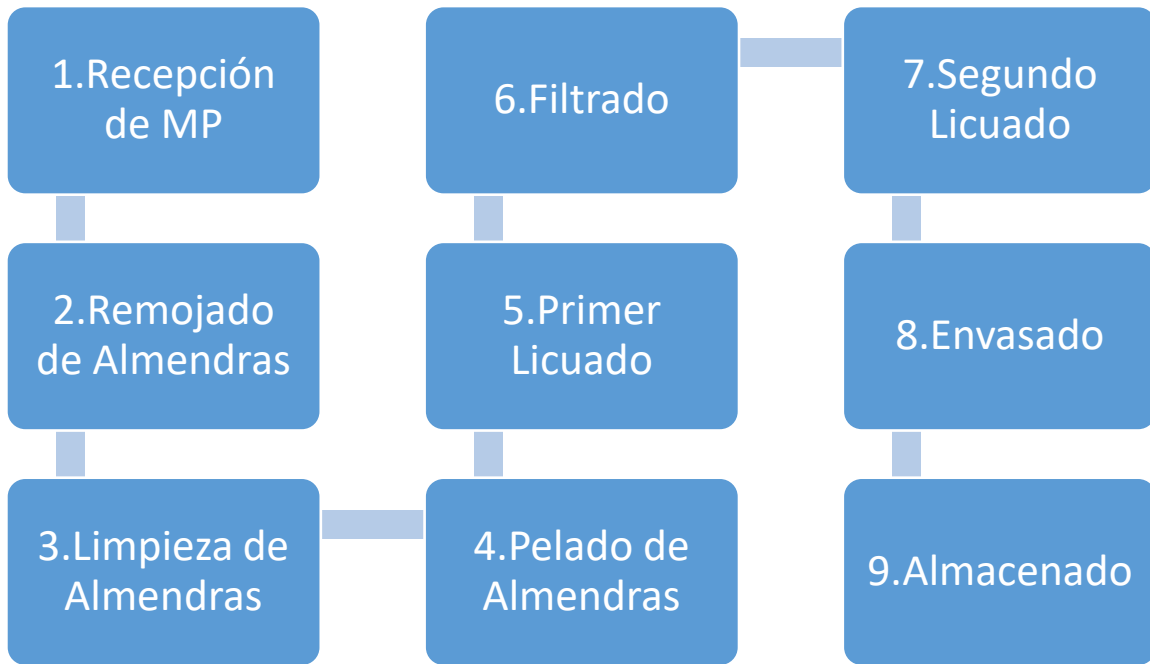 1.Recepción
de MP
2.Remojado
de Almendras
3.Limpieza de
Almendras
4.Pelado de
Almendras
5.Primer
Licuado
6.Filtrado
7.Segundo
Licuado
8.Envasado
9.Almacenado